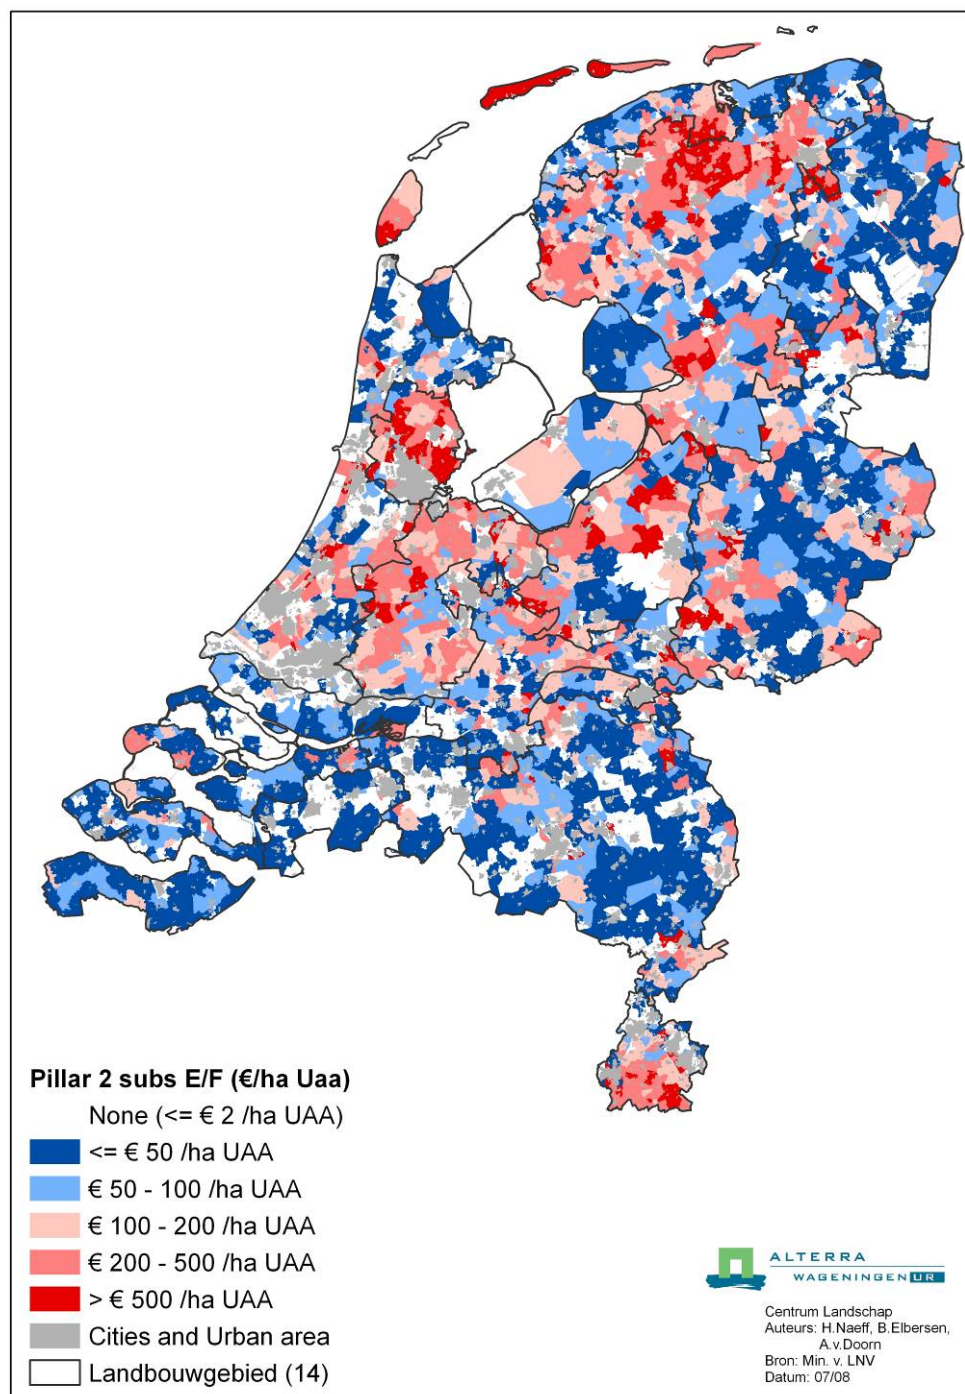 Pillar 2 subs E/F (€/ha Uaa)
None (<= € 2 /ha UAA)
<= € 50 /ha UAA
€ 50 - 100 /ha UAA
€ 100 - 200 /ha UAA
€ 200 - 500 /ha UAA
> € 500 /ha UAA
Cities and Urban area
Landbouwgebied (14)
ALTERRA
WAGENINGEN UR
Centrum Landschap
Auteurs: H.Naeff, B.Elbersen,
A.v.Doorn
Bron: Min. v. LNV
Datum: 07/08